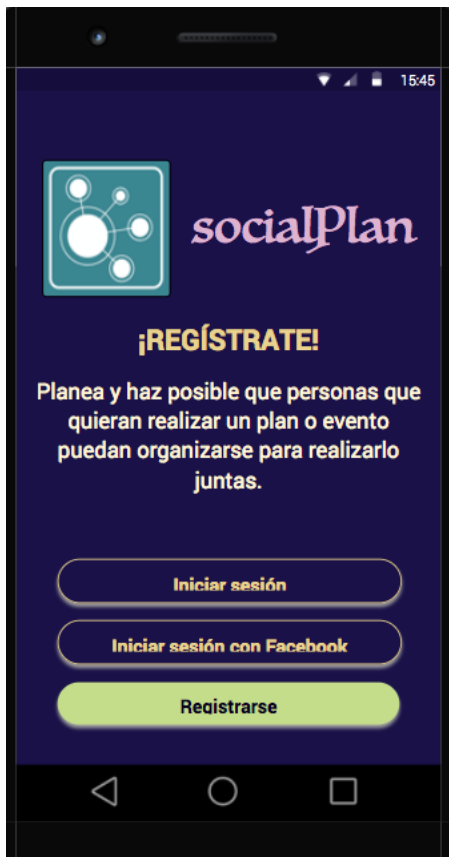 15:45
socialPlan
¡REGÍSTRATE!
Planea y haz posible que personas que
quieran realizar un plan o evento
puedan organizarse para realizarlo
juntas.
Iniciar sesión
Iniciar sesión con Facebook
Registrarse